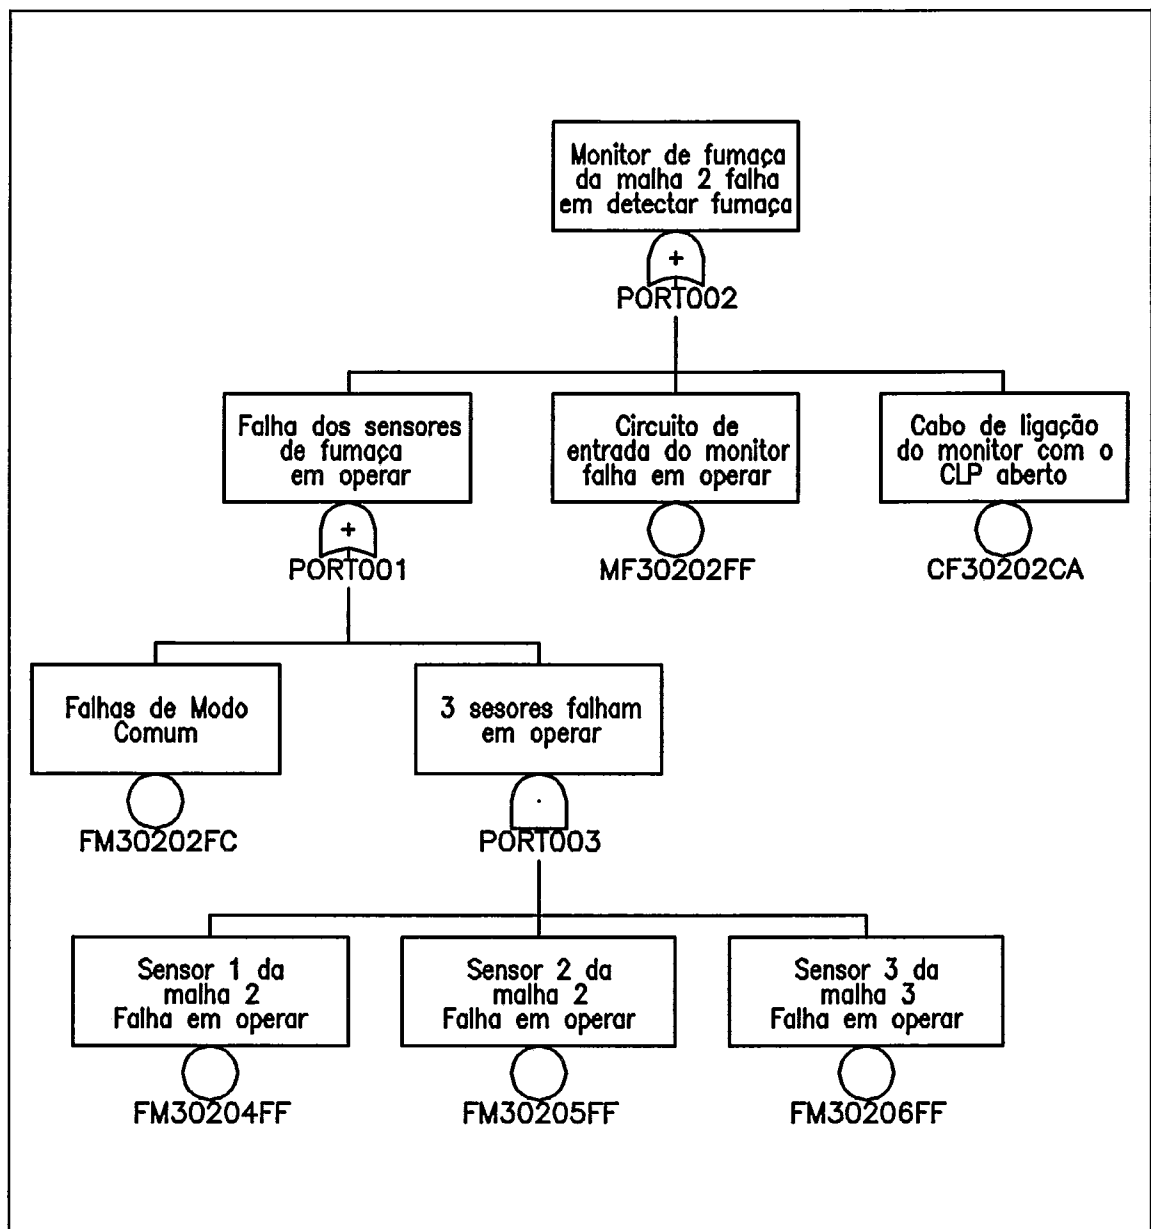 Monitor de fumaça
da malha 2 falha
em detectar fumaça
+
PORT002
Falha dos sensores
de fumaça
em operar
+
PORT001
Circuito de
entrada do monitor
falha em operar
MF30202FF
Cabo de ligação
do monitor com o
CLP aberto
CF30202CA
Falhas de Modo
Comum
FM30202FC
3 sesores falham
em operar
.
PORT003
Sensor 1 da
malha 2
Falha em operar
FM30204FF
Sensor 2 da
malha 2
Falha em operar
FM30205FF
Sensor 3 da
malha 3
Falha em operar
FM30206FF